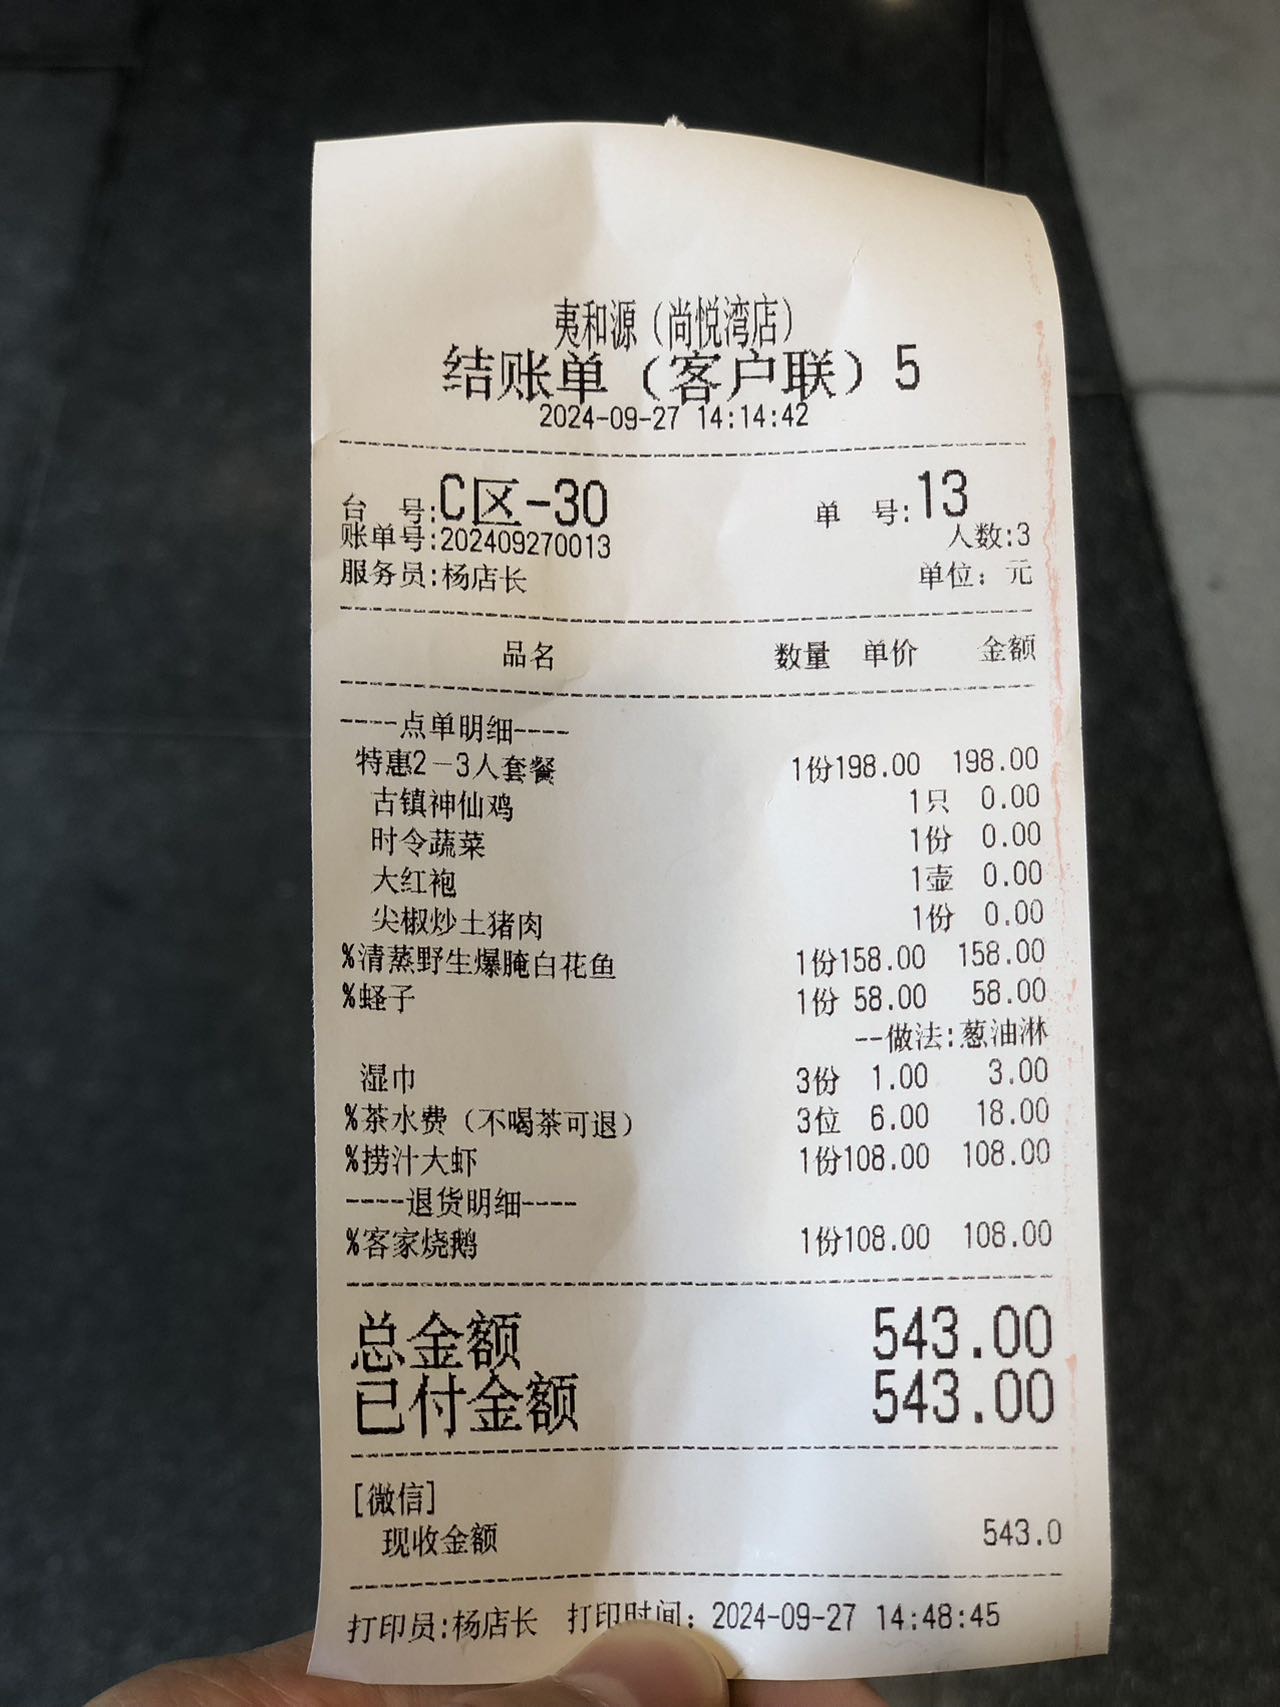 夷和源（尚悦湾店）
结账单（客户联）5
2024-09-27 14:14:42
台 号:C区-30 单 号:13
账单号:202409270013 人数:3
服务员:杨店长 单位：元
品名 数量 单价 金额
----点单明细----
特惠2－3人套餐 1份198.00 198.00
古镇神仙鸡 1只 0.00
时令蔬菜 1份 0.00
大红袍 1壶 0.00
尖椒炒土猪肉 1份 0.00
%清蒸野生爆腌白花鱼 1份158.00 158.00
%蛏子 1份 58.00 58.00
--做法:葱油淋
湿巾 3份 1.00 3.00
%茶水费（不喝茶可退） 3位 6.00 18.00
%捞汁大虾 1份108.00 108.00
----退货明细----
%客家烧鹅 1份108.00 108.00
总金额 543.00
已付金额 543.00
[微信]
现收金额 543.0
打印员:杨店长 打印时间：2024-09-27 14:48:45